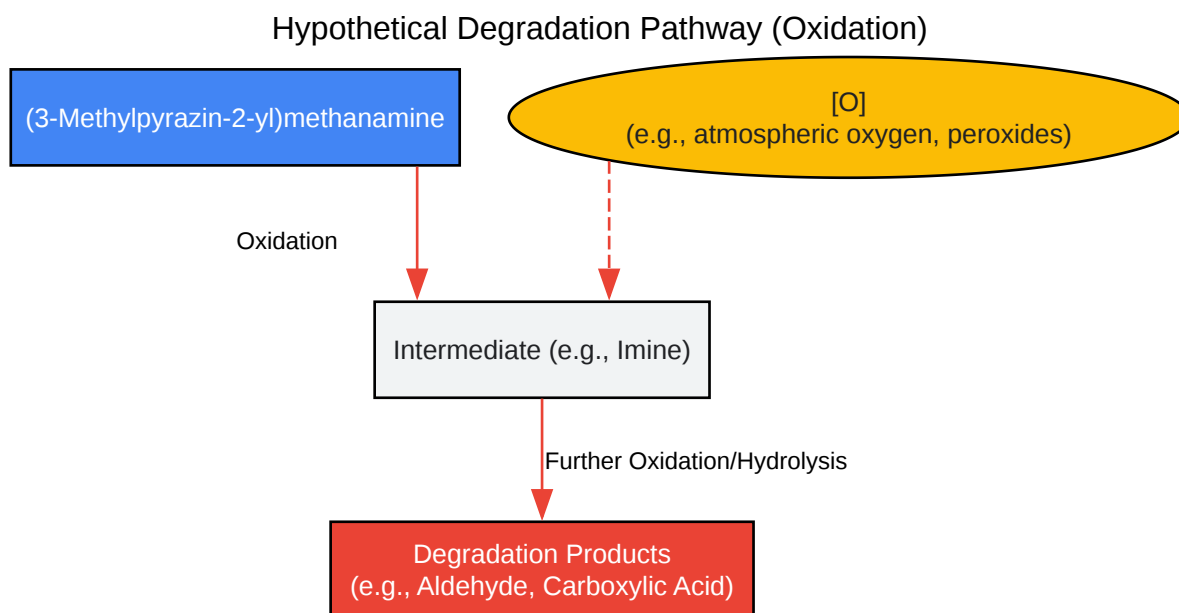 Hypothetical Degradation Pathway (Oxidation)
(3-Methylpyrazin-2-yl)methanamine
[O]
(e.g., atmospheric oxygen, peroxides)
Oxidation
Intermediate (e.g., Imine)
Further Oxidation/Hydrolysis
Degradation Products
(e.g., Aldehyde, Carboxylic Acid)